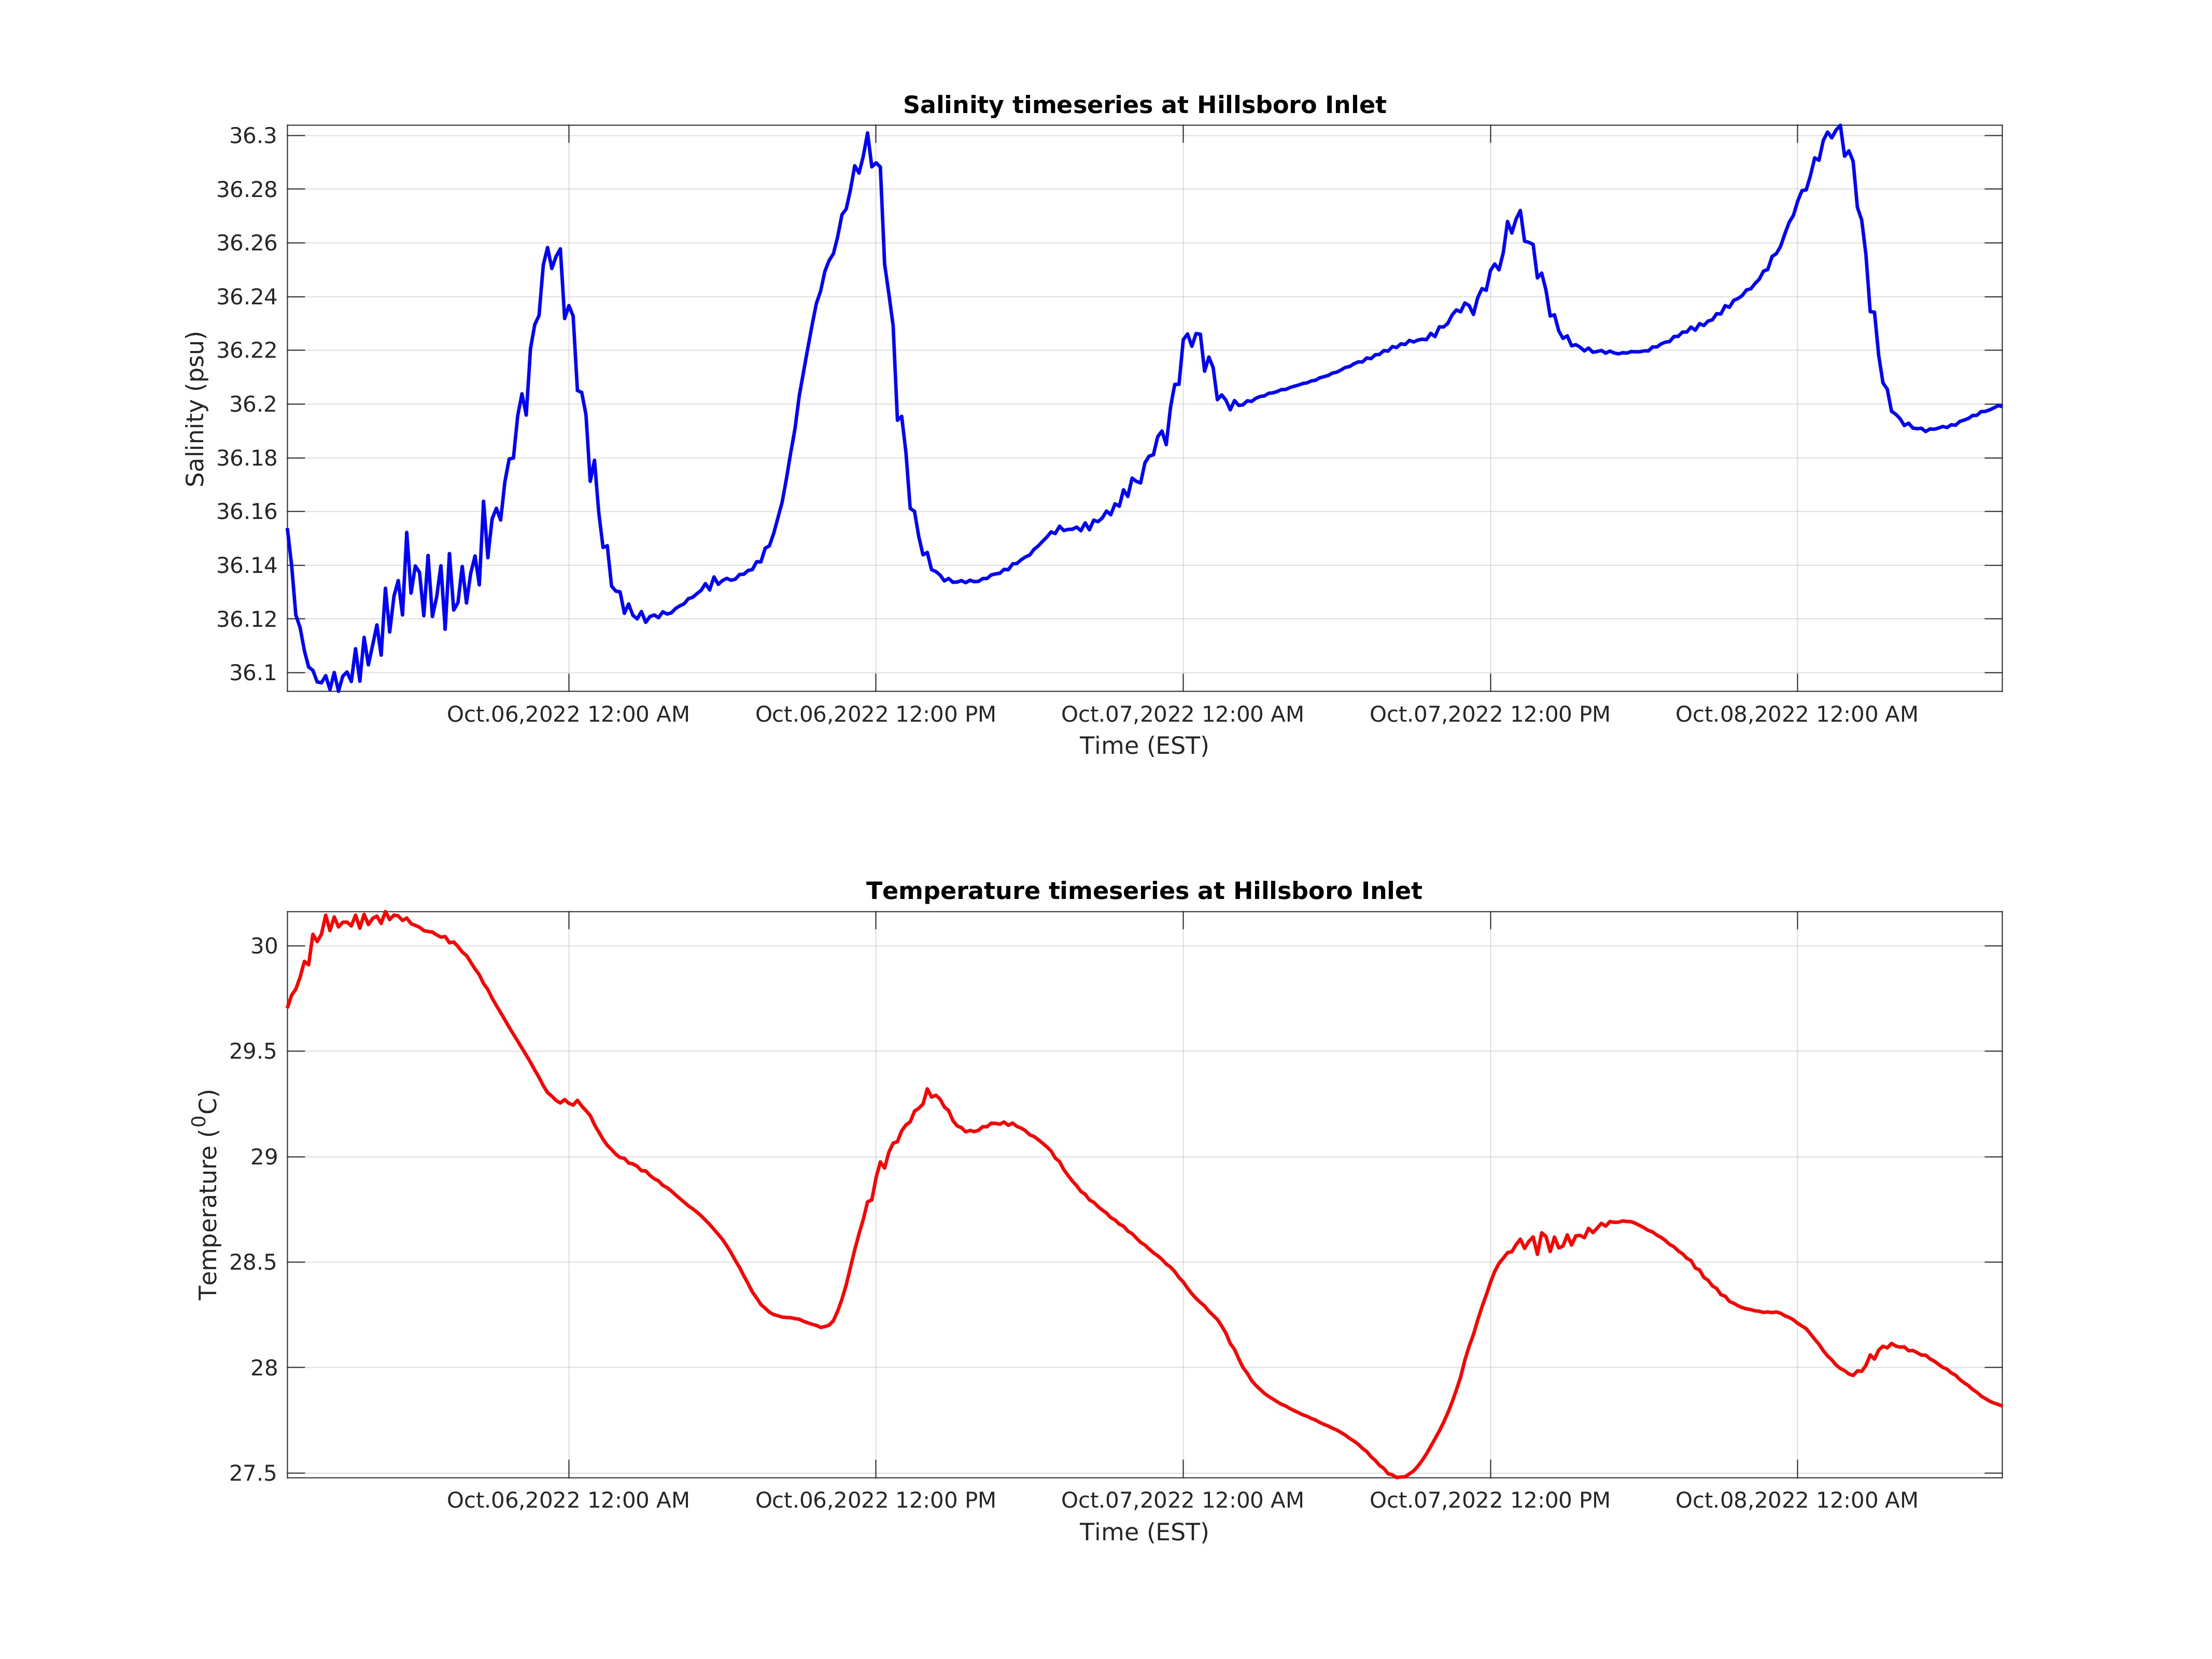 Salinity timeseries at Hillsboro Inlet
36.3
36.28
36.26
36.24
36.22
36.2
36.18
36.16
36.14
36.12
36.1
Salinity (psu)
Oct.06,2022 12:00 AM Oct.06,2022 12:00 PM Oct.07,2022 12:00 AM Oct.07,2022 12:00 PM Oct.08,2022 12:00 AM
Time (EST)
Temperature timeseries at Hillsboro Inlet
30
29.5
29
28.5
28
27.5
Temperature (⁰C)
Oct.06,2022 12:00 AM Oct.06,2022 12:00 PM Oct.07,2022 12:00 AM Oct.07,2022 12:00 PM Oct.08,2022 12:00 AM
Time (EST)